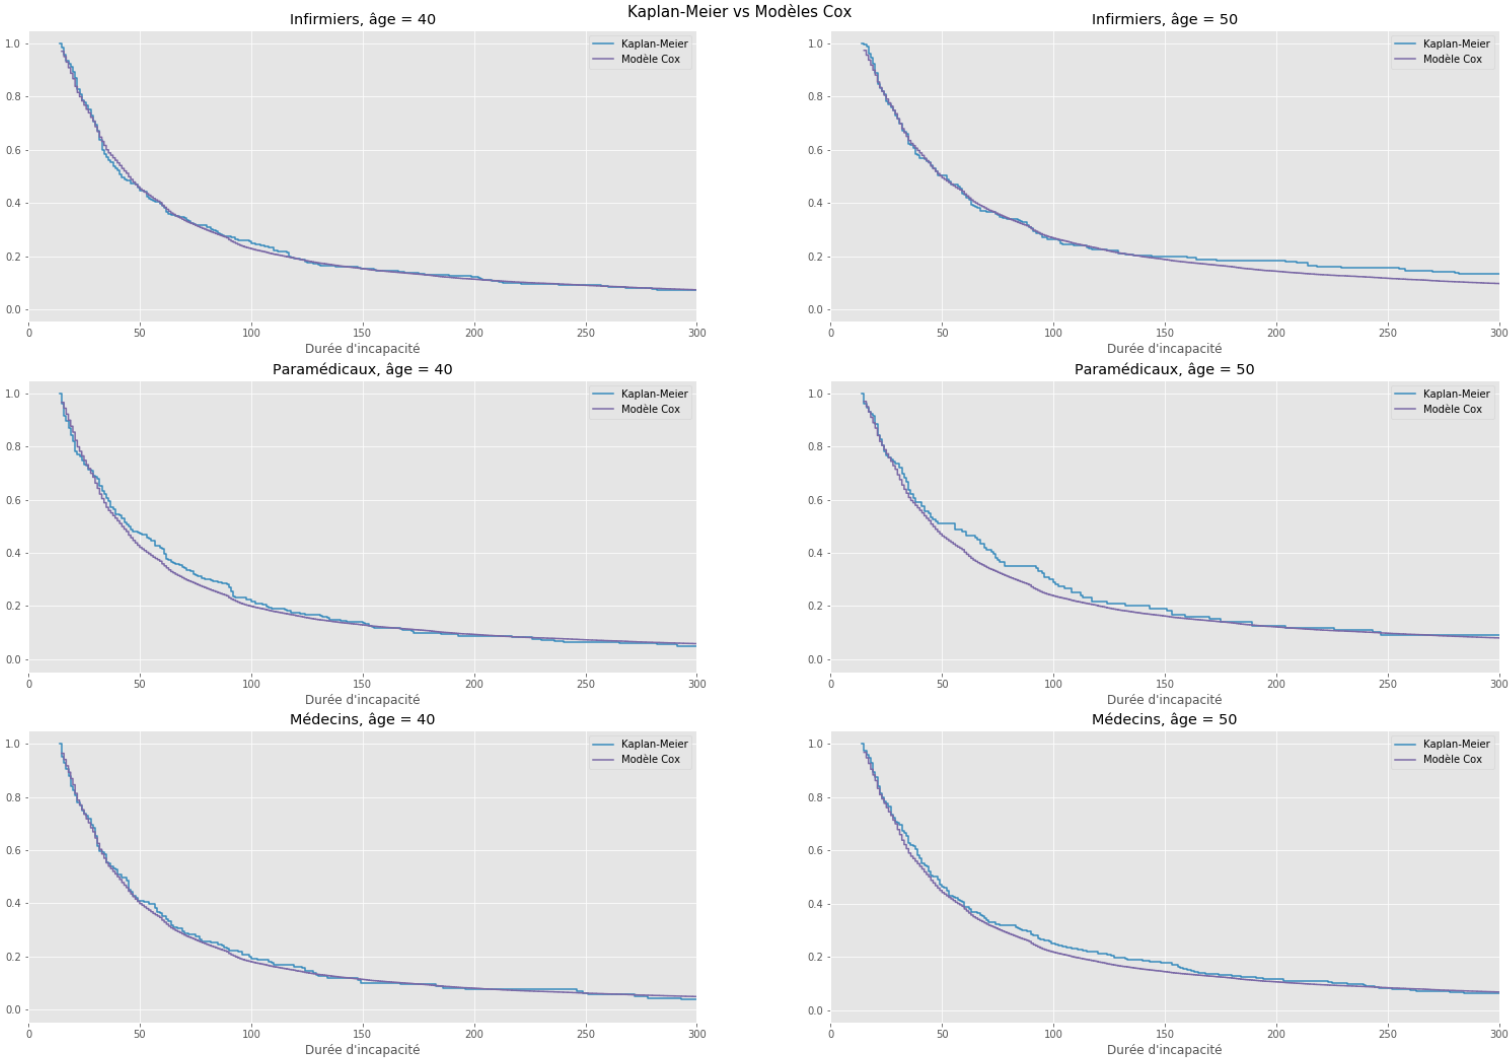 Kaplan-Meier vs Modèles Cox
Infirmiers, âge = 40
Kaplan-Meier
Modèle Cox
1.0
0.8
0.6
0.4
0.2
0.0
0 50 100 150 200 250 300
Durée d'incapacité
Infirmiers, âge = 50
Kaplan-Meier
Modèle Cox
1.0
0.8
0.6
0.4
0.2
0.0
0 50 100 150 200 250 300
Durée d'incapacité
Paramédicaux, âge = 40
Kaplan-Meier
Modèle Cox
1.0
0.8
0.6
0.4
0.2
0.0
0 50 100 150 200 250 300
Durée d'incapacité
Paramédicaux, âge = 50
Kaplan-Meier
Modèle Cox
1.0
0.8
0.6
0.4
0.2
0.0
0 50 100 150 200 250 300
Durée d'incapacité
Médecins, âge = 40
Kaplan-Meier
Modèle Cox
1.0
0.8
0.6
0.4
0.2
0.0
0 50 100 150 200 250 300
Durée d'incapacité
Médecins, âge = 50
Kaplan-Meier
Modèle Cox
1.0
0.8
0.6
0.4
0.2
0.0
0 50 100 150 200 250 300
Durée d'incapacité